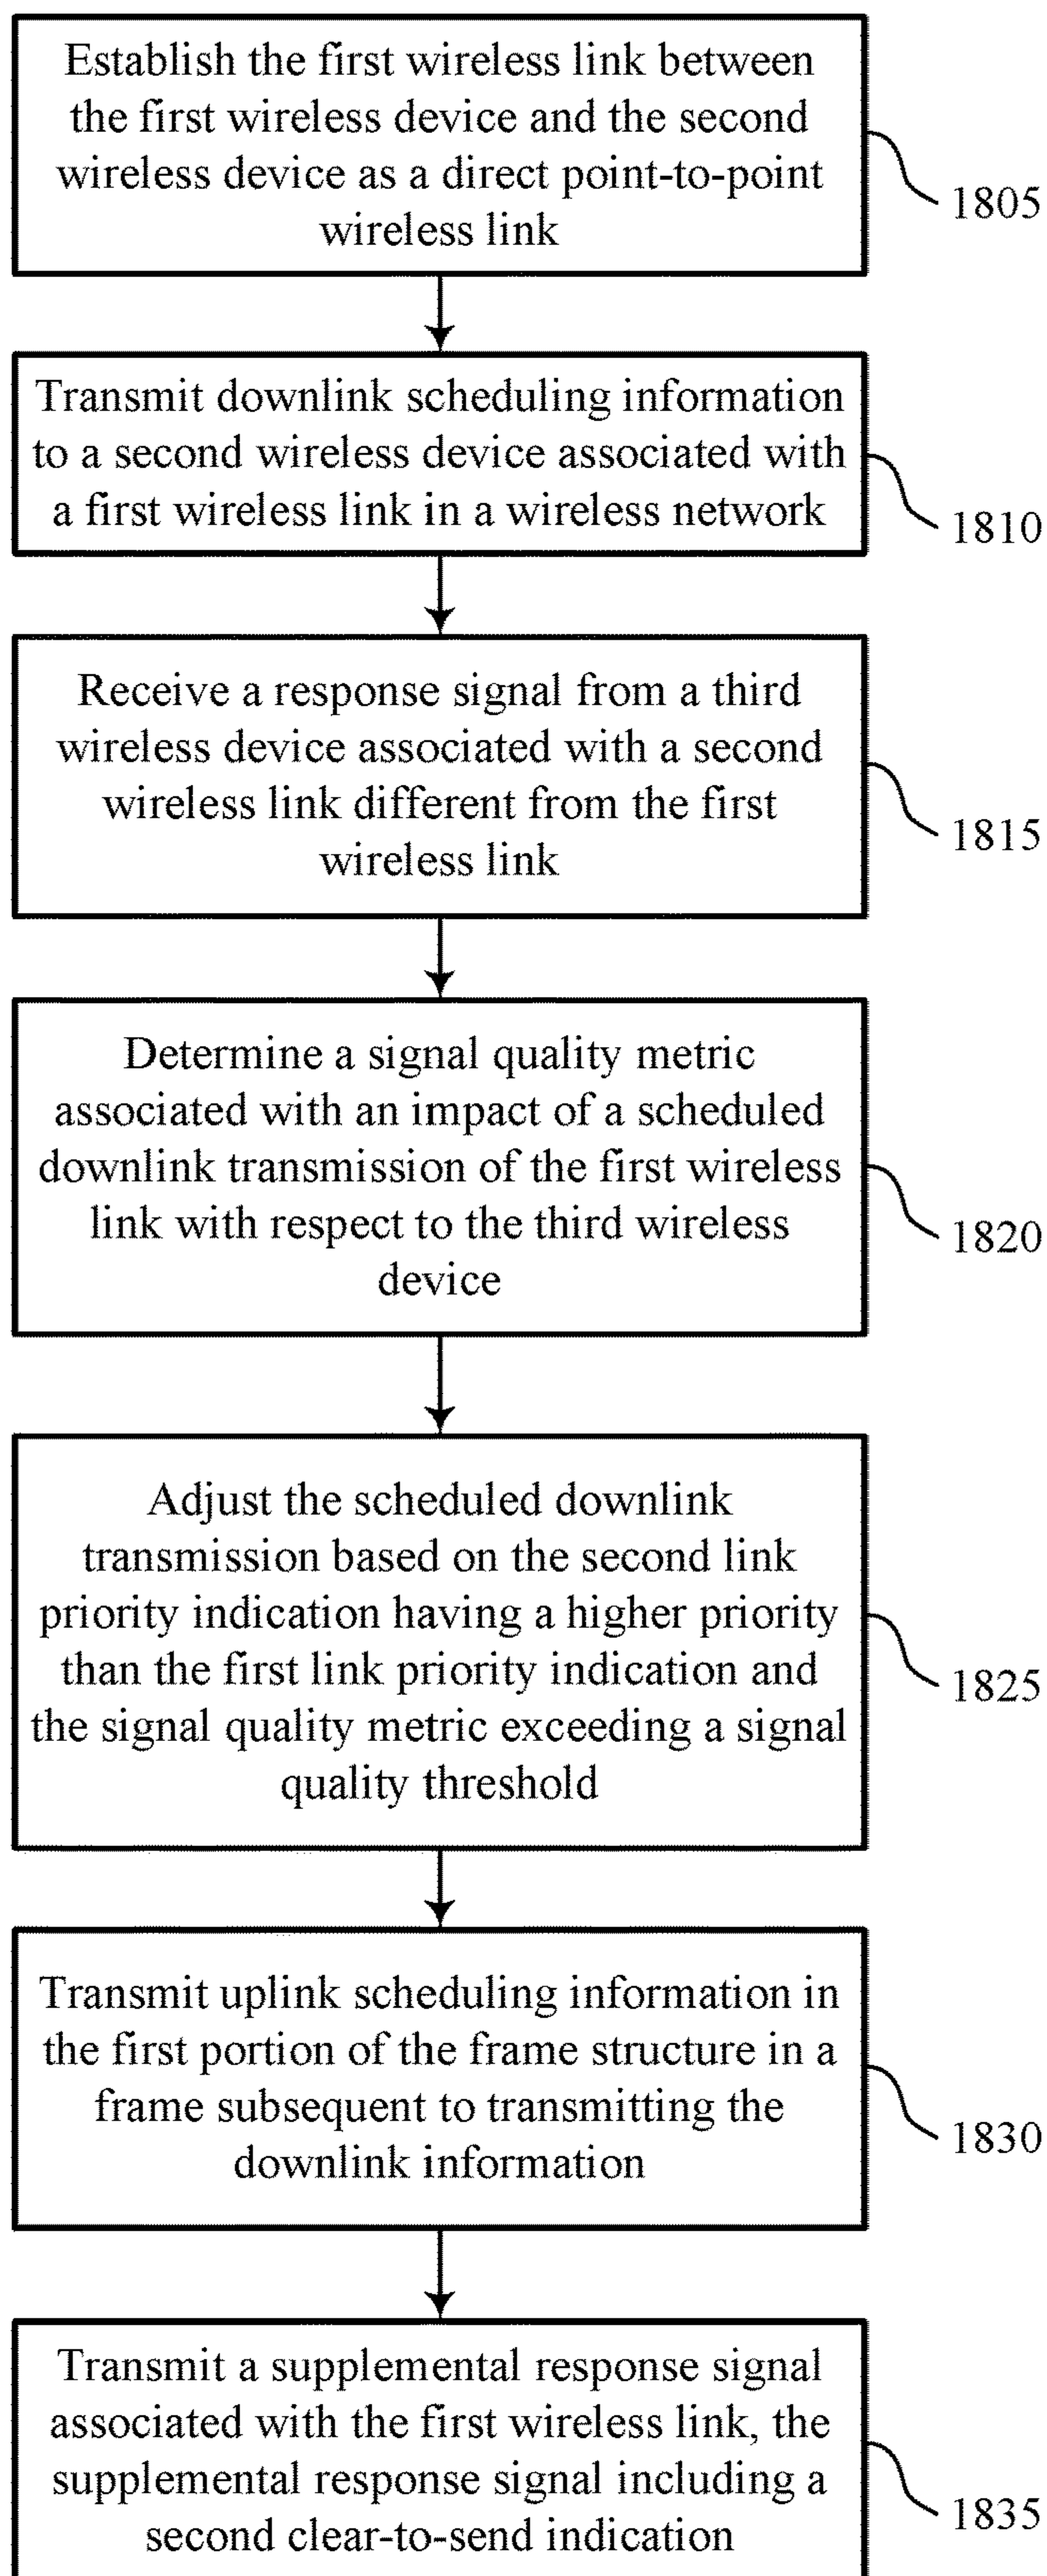 Establish the first wireless link between
the first wireless device and the second
wireless device as a direct point-to-point
wireless link
1805
Transmit downlink scheduling information
to a second wireless device associated with
a first wireless link in a wireless network
1810
Receive a response signal from a third
wireless device associated with a second
wireless link different from the first
wireless link
1815
Determine a signal quality metric
associated with an impact of a scheduled
downlink transmission of the first wireless
link with respect to the third wireless
device
1820
Adjust the scheduled downlink
transmission based on the second link
priority indication having a higher priority
than the first link priority indication and
the signal quality metric exceeding a signal
quality threshold
1825
Transmit uplink scheduling information in
the first portion of the frame structure in a
frame subsequent to transmitting the
downlink information
1830
Transmit a supplemental response signal
associated with the first wireless link, the
supplemental response signal including a
second clear-to-send indication
1835